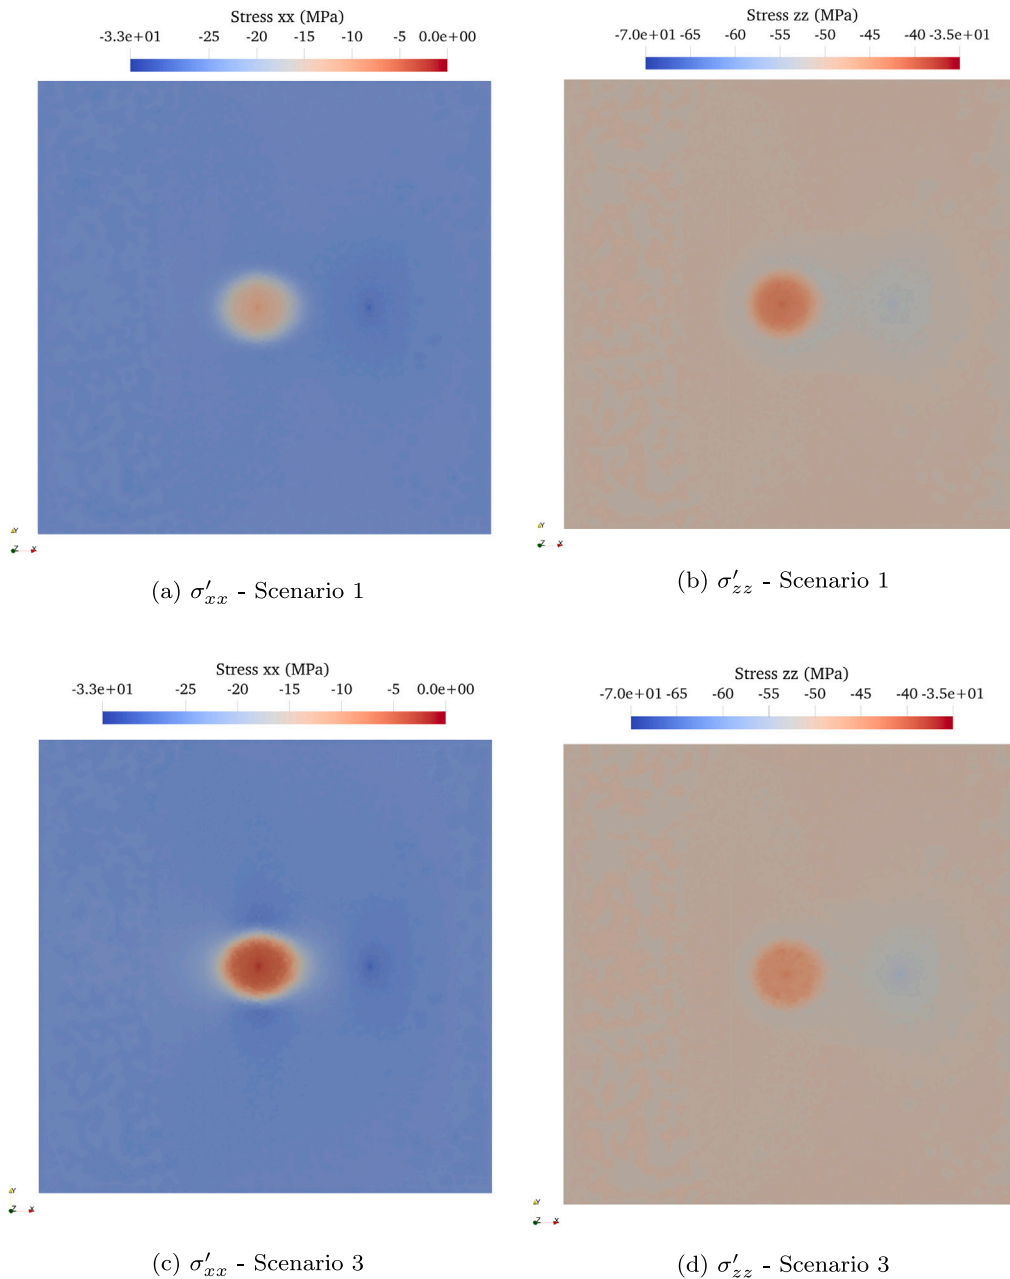 Stress xx (MPa)
-3.3e+01 -25 -20 -15 -10 -5 0.0e+00
Y
Z X
(a) σ′xx - Scenario 1
Stress zz (MPa)
-7.0e+01 -65 -60 -55 -50 -45 -40 -3.5e+01
Y
Z X
(b) σ′zz - Scenario 1
Stress xx (MPa)
-3.3e+01 -25 -20 -15 -10 -5 0.0e+00
Y
Z X
(c) σ′xx - Scenario 3
Stress zz (MPa)
-7.0e+01 -65 -60 -55 -50 -45 -40 -3.5e+01
Y
Z X
(d) σ′zz - Scenario 3